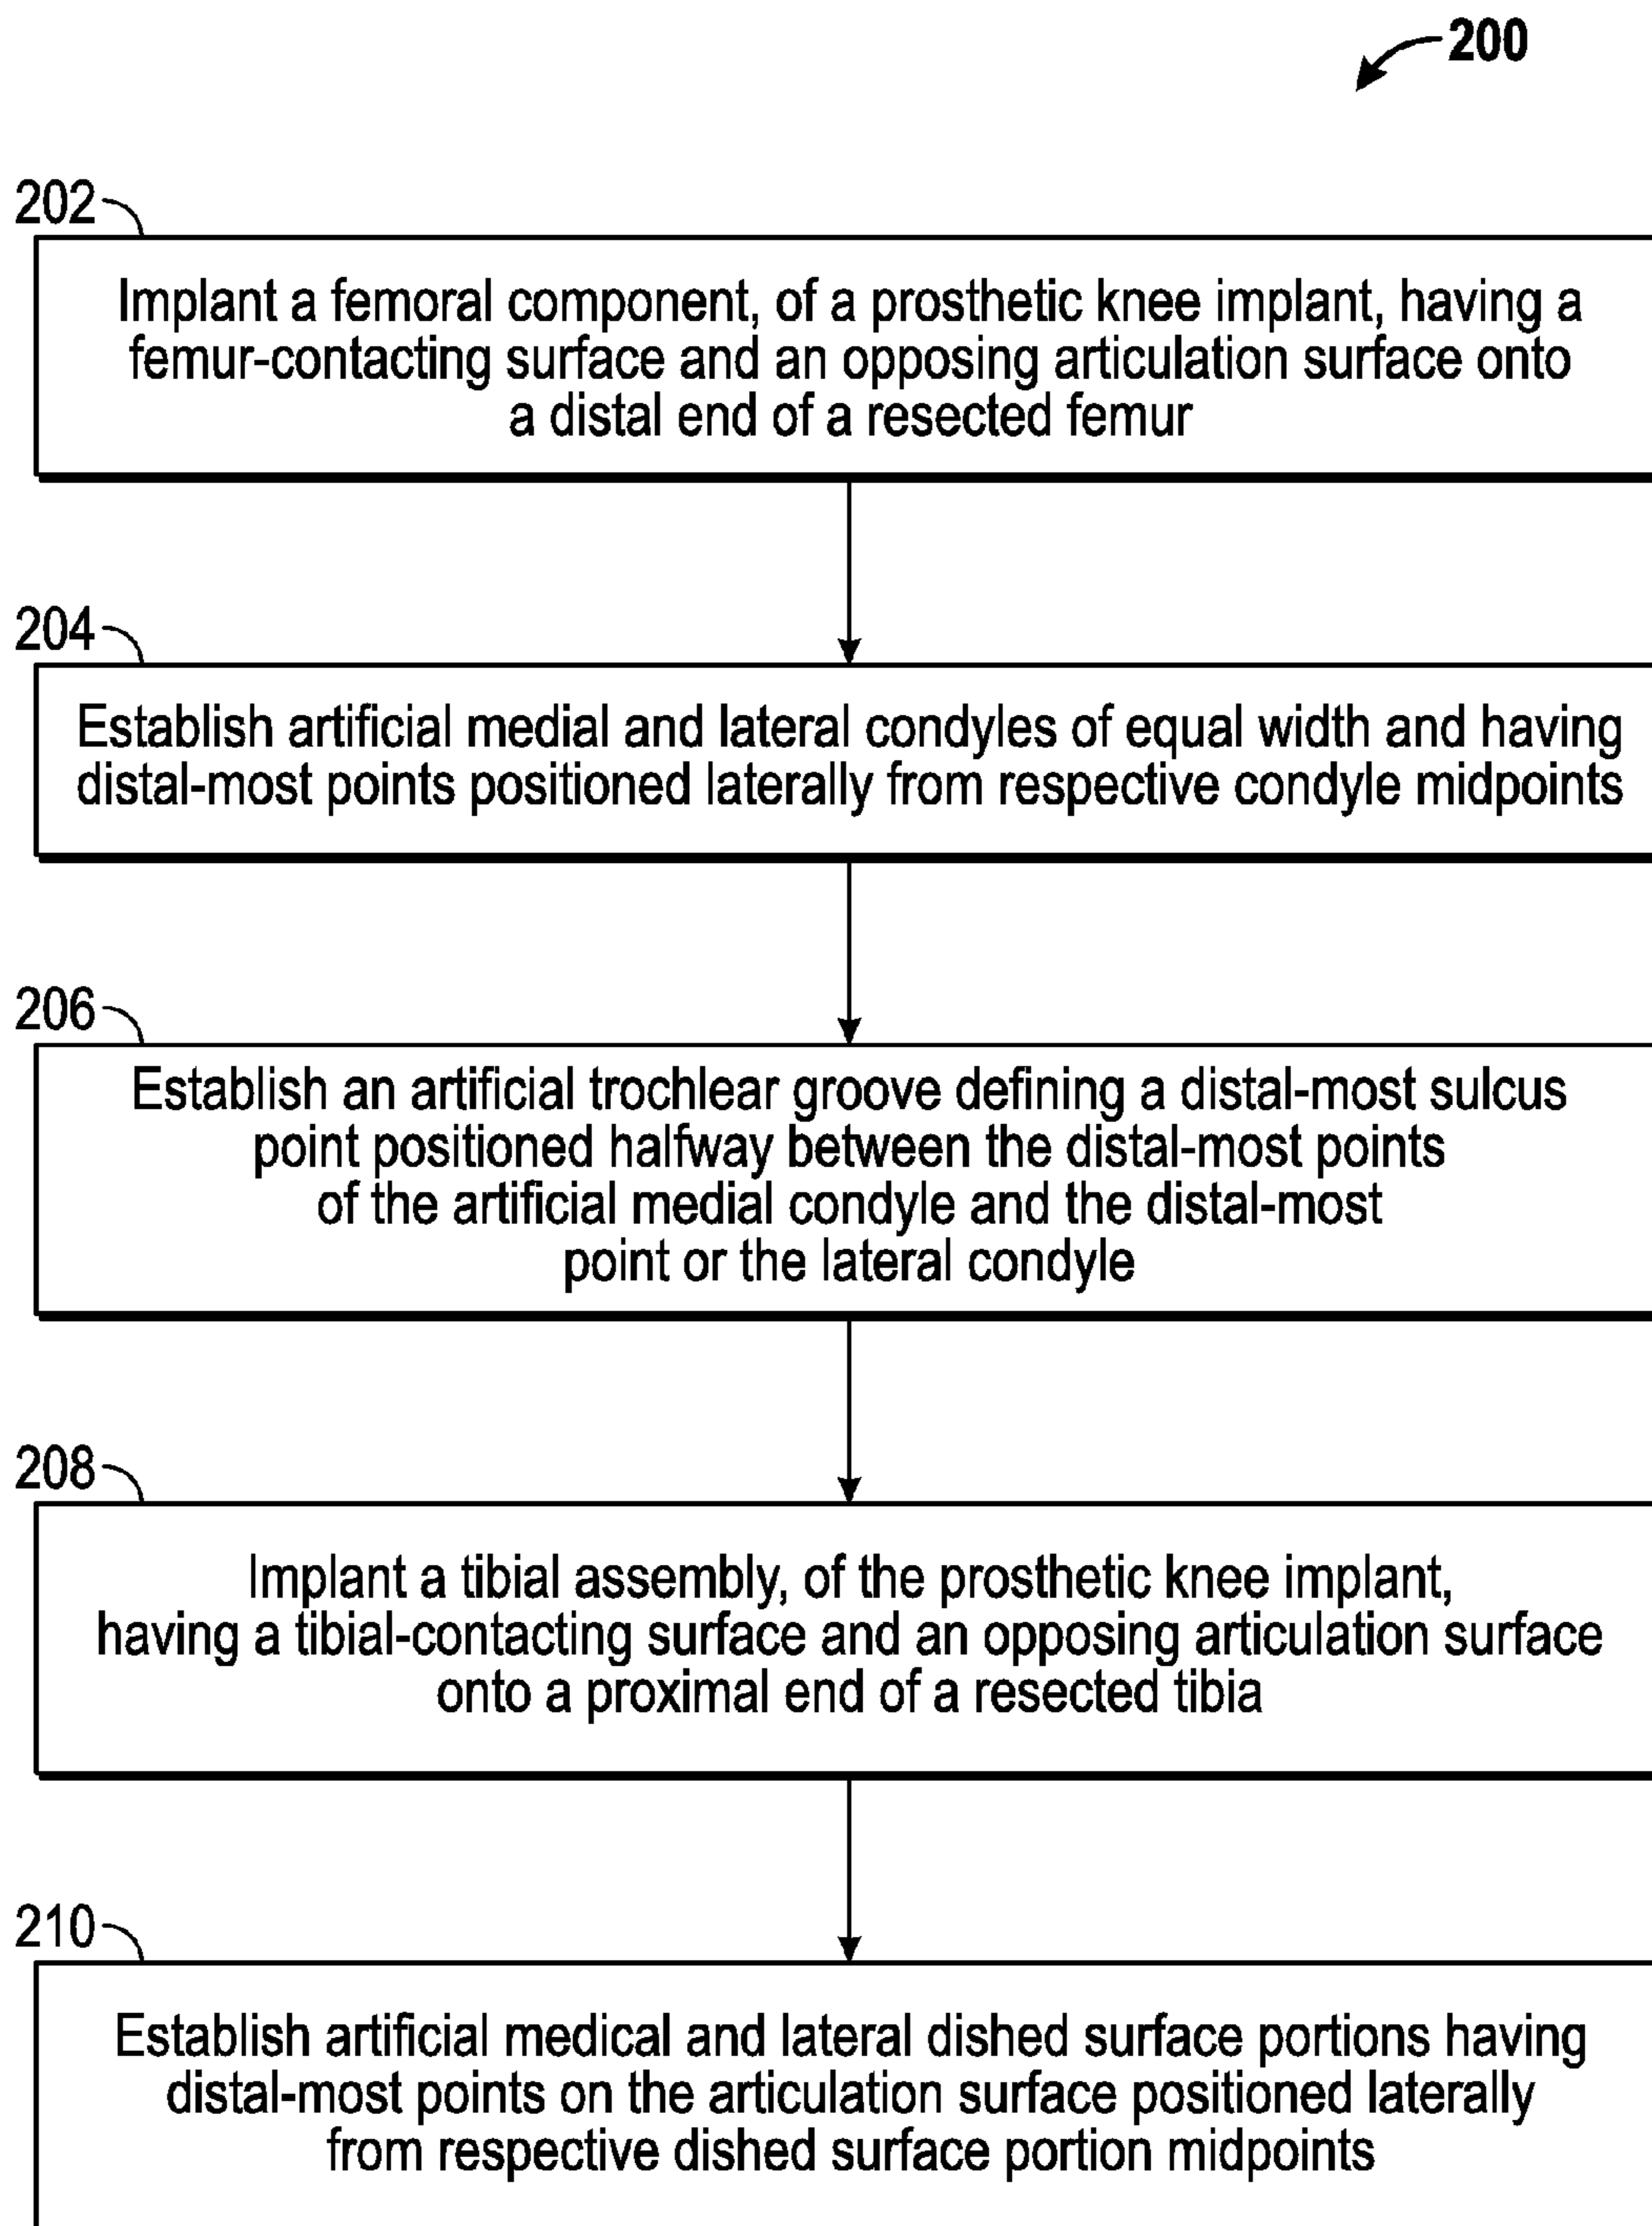 200
202
Implant a femoral component, of a prosthetic knee implant, having a
femur-contacting surface and an opposing articulation surface onto
a distal end of a resected femur
204
Establish artificial medial and lateral condyles of equal width and having
distal-most points positioned laterally from respective condyle midpoints
206
Establish an artificial trochlear groove defining a distal-most sulcus
point positioned halfway between the distal-most points
of the artificial medial condyle and the distal-most
point or the lateral condyle
208
Implant a tibial assembly, of the prosthetic knee implant,
having a tibial-contacting surface and an opposing articulation surface
onto a proximal end of a resected tibia
210
Establish artificial medical and lateral dished surface portions having
distal-most points on the articulation surface positioned laterally
from respective dished surface portion midpoints